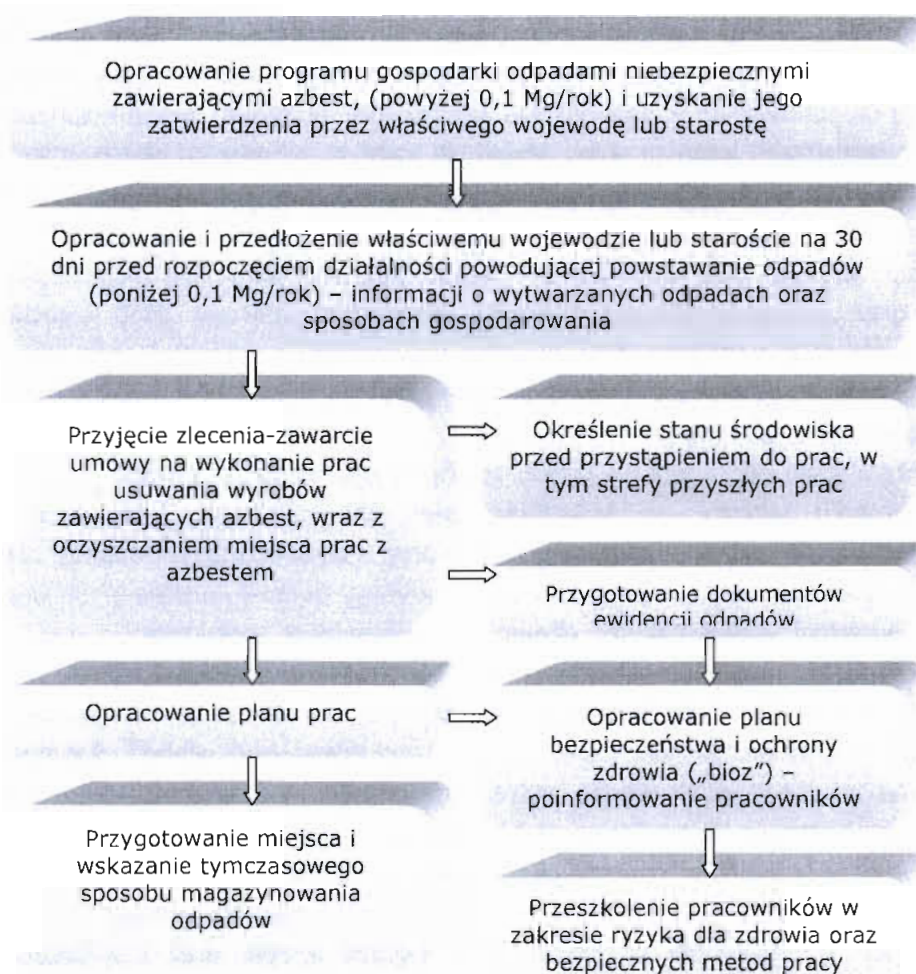 Opracowanie programu gospodarki odpadami niebezpiecznymi
zawierającymi azbest, (powyżej 0,1 Mg/rok) i uzyskanie jego
zatwierdzenia przez właściwego wojewodę lub starostę
Opracowanie i przedłożenie właściwemu wojewodzie lub staroście na 30
dni przed rozpoczęciem działalności powodującej powstawanie odpadów
(poniżej 0,1 Mg/rok) – informacji o wytwarzanych odpadach oraz
sposobach gospodarowania
Przyjęcie zlecenia-zawarcie
umowy na wykonanie prac
usuwania wyrobów
zawierających azbest, wraz z
oczyszczaniem miejsca prac z
azbestem
Określenie stanu środowiska
przed przystąpieniem do prac, w
tym strefy przyszłych prac
Przygotowanie dokumentów
ewidencji odpadów
Opracowanie planu prac
Opracowanie planu
bezpieczeństwa i ochrony
zdrowia („bioz”) –
poinformowanie pracowników
Przygotowanie miejsca i
wskazanie tymczasowego
sposobu magazynowania
odpadów
Przeszkolenie pracowników w
zakresie ryzyka dla zdrowia oraz
bezpiecznych metod pracy